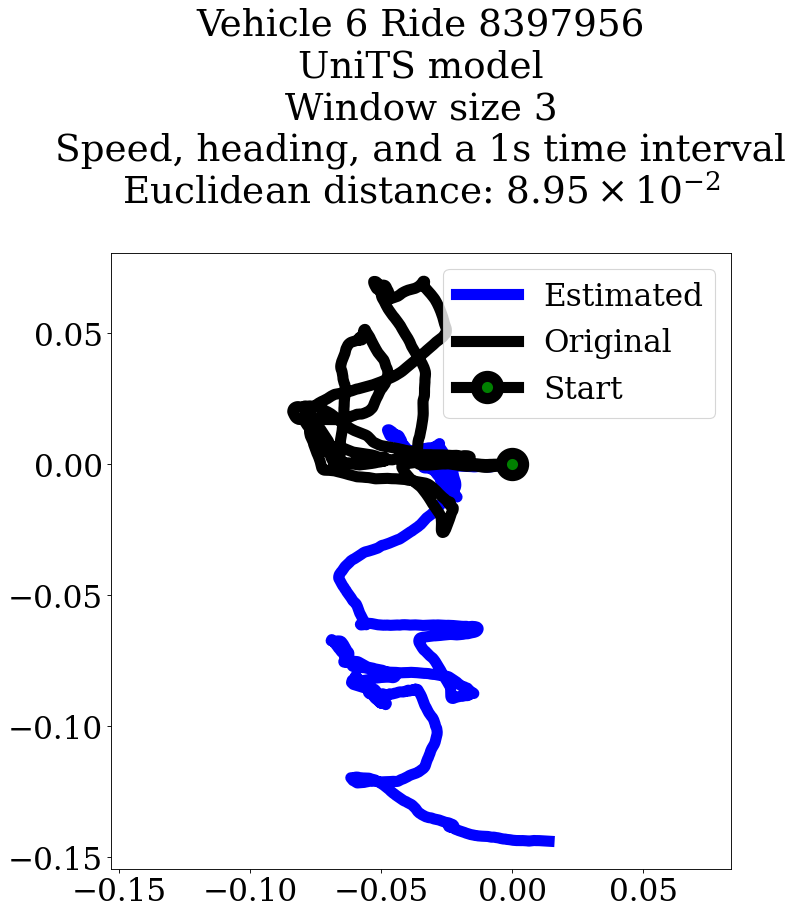 Vehicle 6 Ride 8397956
UniTS model
Window size 3
Speed, heading, and a 1s time interval
Euclidean distance: 8.95 × 10⁻²
Estimated
Original
Start
0.05
0.00
−0.05
−0.10
−0.15
−0.15 −0.10 −0.05 0.00 0.05